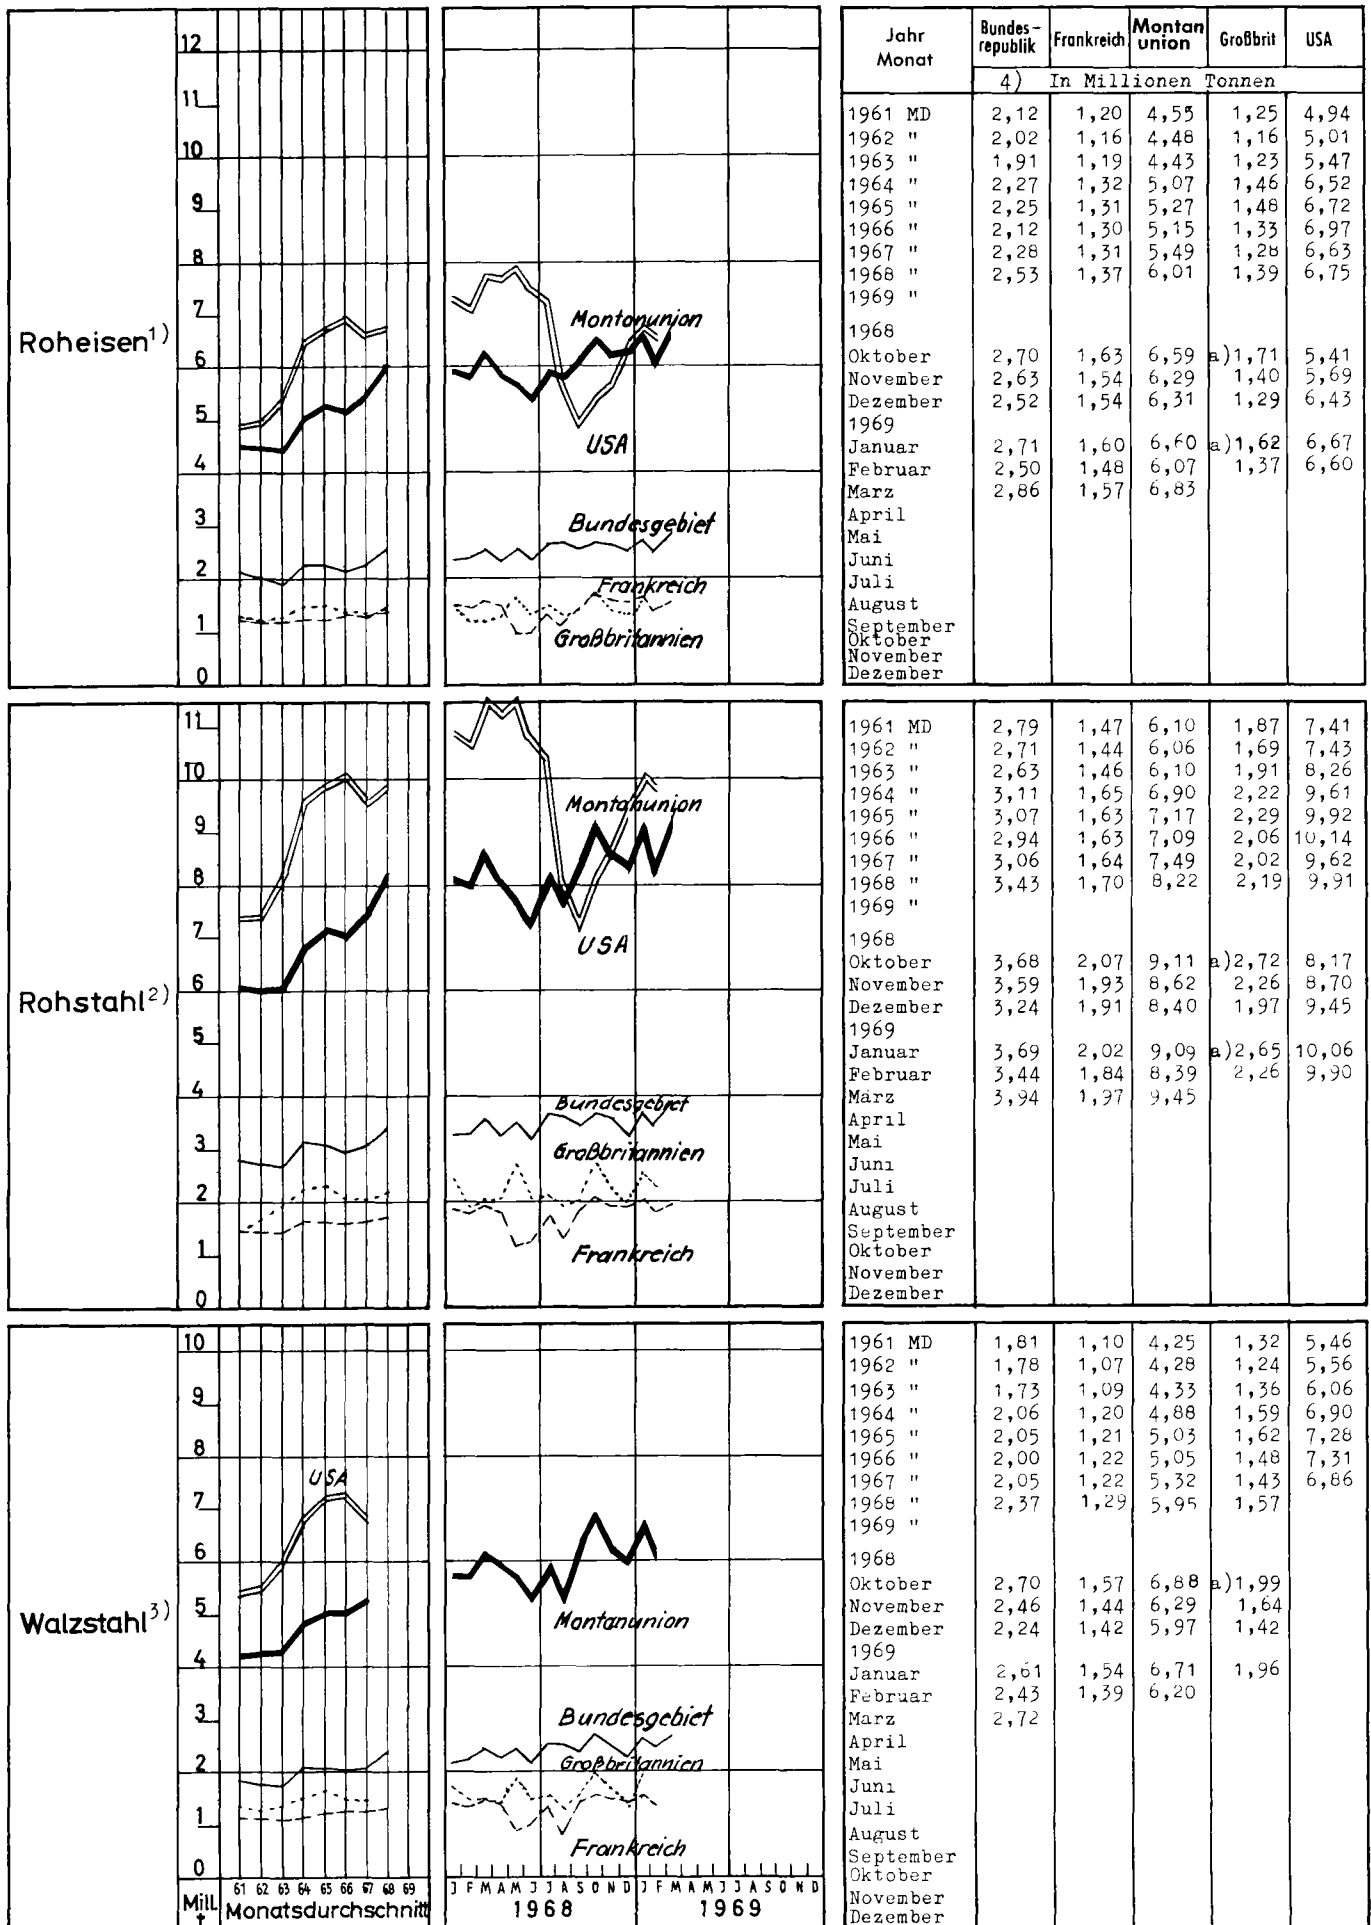 Roheisen1)
12
11
10
9
8
7
6
5
4
3
2
1
0
Montanunion
USA
Bundesgebiet
Frankreich
Großbritannien
Jahr Monat Bundes- republik Frankreich Montan union Großbrit USA
4) In Millionen Tonnen
1961 MD 2,12 1,20 4,55 1,25 4,94
1962 " 2,02 1,16 4,48 1,16 5,01
1963 " 1,91 1,19 4,43 1,23 5,47
1964 " 2,27 1,32 5,07 1,46 6,52
1965 " 2,25 1,31 5,27 1,48 6,72
1966 " 2,12 1,30 5,15 1,33 6,97
1967 " 2,28 1,31 5,49 1,28 6,63
1968 " 2,53 1,37 6,01 1,39 6,75
1969 "
1968
Oktober 2,70 1,63 6,59 a)1,71 5,41
November 2,63 1,54 6,29 1,40 5,69
Dezember 2,52 1,54 6,31 1,29 6,43
1969
Januar 2,71 1,60 6,60 a)1,62 6,67
Februar 2,50 1,48 6,07 1,37 6,60
Marz 2,86 1,57 6,83
April
Mai
Juni
Juli
August
September
Oktober
November
Dezember
Rohstahl2)
11
10
9
8
7
6
5
4
3
2
1
0
Montanunion
USA
Bundesgebiet
Großbritannien
Frankreich
1961 MD 2,79 1,47 6,10 1,87 7,41
1962 " 2,71 1,44 6,06 1,69 7,43
1963 " 2,63 1,46 6,10 1,91 8,26
1964 " 3,11 1,65 6,90 2,22 9,61
1965 " 3,07 1,63 7,17 2,29 9,92
1966 " 2,94 1,63 7,09 2,06 10,14
1967 " 3,06 1,64 7,49 2,02 9,62
1968 " 3,43 1,70 8,22 2,19 9,91
1969 "
1968
Oktober 3,68 2,07 9,11 a)2,72 8,17
November 3,59 1,93 8,62 2,26 8,70
Dezember 3,24 1,91 8,40 1,97 9,45
1969
Januar 3,69 2,02 9,09 a)2,65 10,06
Februar 3,44 1,84 8,39 2,26 9,90
März 3,94 1,97 9,45
April
Mai
Juni
Juli
August
September
Oktober
November
Dezember
Walzstahl3)
10
9
8
7
6
5
4
3
2
1
0
USA
Montanunion
Bundesgebiet
Großbritannien
Frankreich
1961 MD 1,81 1,10 4,25 1,32 5,46
1962 " 1,78 1,07 4,28 1,24 5,56
1963 " 1,73 1,09 4,33 1,36 6,06
1964 " 2,06 1,20 4,88 1,59 6,90
1965 " 2,05 1,21 5,03 1,62 7,28
1966 " 2,00 1,22 5,05 1,48 7,31
1967 " 2,05 1,22 5,32 1,43 6,86
1968 " 2,37 1,29 5,95 1,57
1969 "
1968
Oktober 2,70 1,57 6,88 a)1,99
November 2,46 1,44 6,29 1,64
Dezember 2,24 1,42 5,97 1,42
1969
Januar 2,61 1,54 6,71 1,96
Februar 2,43 1,39 6,20
Marz 2,72
April
Mai
Juni
Juli
August
September
Oktober
November
Dezember
Mill. t
61 62 63 64 65 66 67 68 69
Monatsdurchschnitt
J F M A M J J A S O N D J F M A M J J A S O N D
1968 1969